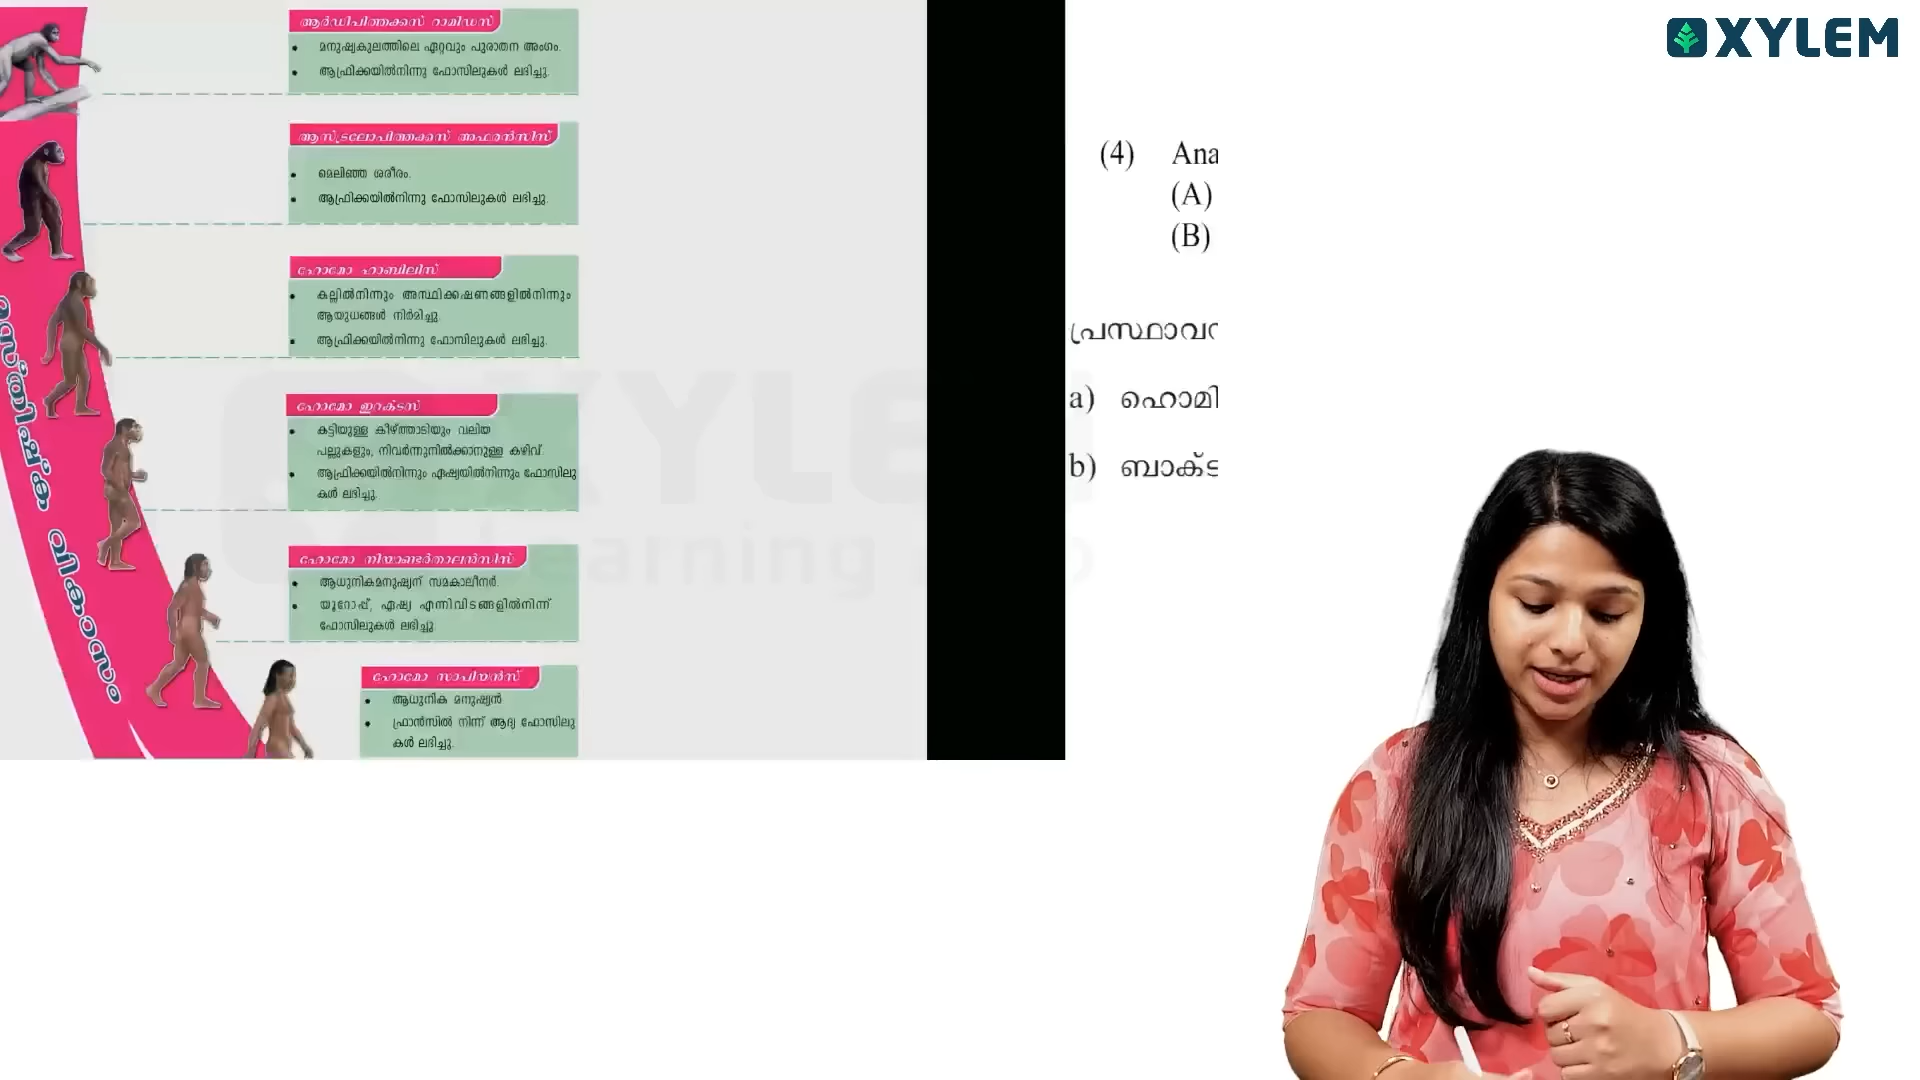 XYLEM
ആർഡിപിത്തക്കസ് റാമിഡസ്
• മനുഷ്യകുലത്തിലെ ഏറ്റവും പുരാതന അംഗം.
• ആഫ്രിക്കയിൽനിന്നു ഫോസിലുകൾ ലഭിച്ചു.
ആസ്ട്രലോപിത്തക്കസ് അഫറൻസിസ്
• മെലിഞ്ഞ ശരീരം.
• ആഫ്രിക്കയിൽനിന്നു ഫോസിലുകൾ ലഭിച്ചു.
ഹോമോ ഹാബിലിസ്
• കല്ലിൽനിന്നും അസ്ഥിക്കഷണങ്ങളിൽനിന്നും
ആയുധങ്ങൾ നിർമിച്ചു.
• ആഫ്രിക്കയിൽനിന്നു ഫോസിലുകൾ ലഭിച്ചു.
ഹോമോ ഇറക്ടസ്
• കട്ടിയുള്ള കീഴ്ത്താടിയും വലിയ
പല്ലുകളും, നിവർന്നുനിൽക്കാനുള്ള കഴിവ്.
• ആഫ്രിക്കയിൽനിന്നും ഏഷ്യയിൽനിന്നും ഫോസിലു
കൾ ലഭിച്ചു.
ഹോമോ നിയാണ്ടർതാലൻസിസ്
• ആധുനികമനുഷ്യന് സമകാലീനർ.
• യൂറോപ്പ്, ഏഷ്യ എന്നിവിടങ്ങളിൽനിന്ന്
ഫോസിലുകൾ ലഭിച്ചു
ഹോമോ സാപിയൻസ്
• ആധുനിക മനുഷ്യൻ
• ഫ്രാൻസിൽ നിന്ന് ആദ്യ ഫോസിലു
കൾ ലഭിച്ചു.
മസ്തിഷ്ക വികാസം
(4) Ana
(A)
(B)
പ്രസ്ഥാവന
a) ഹൊമി
b) ബാക്ട